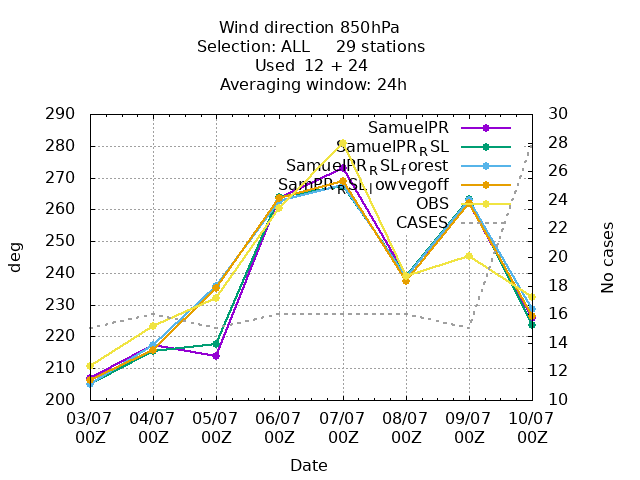 Wind direction 850hPa
Selection: ALL 29 stations
Used 12 + 24
Averaging window: 24h
290 30
280 28
270 26
260 24
250 22
240 20
230 18
220 16
210 14
200 12
10
deg
No cases
SamuelPR
SamuelPR_RSL
SamuelPR_RSL_forest
SamPR_RSL_lowvegoff
OBS
CASES
03/07 04/07 05/07 06/07 07/07 08/07 09/07 10/07
00Z 00Z 00Z 00Z 00Z 00Z 00Z 00Z
Date